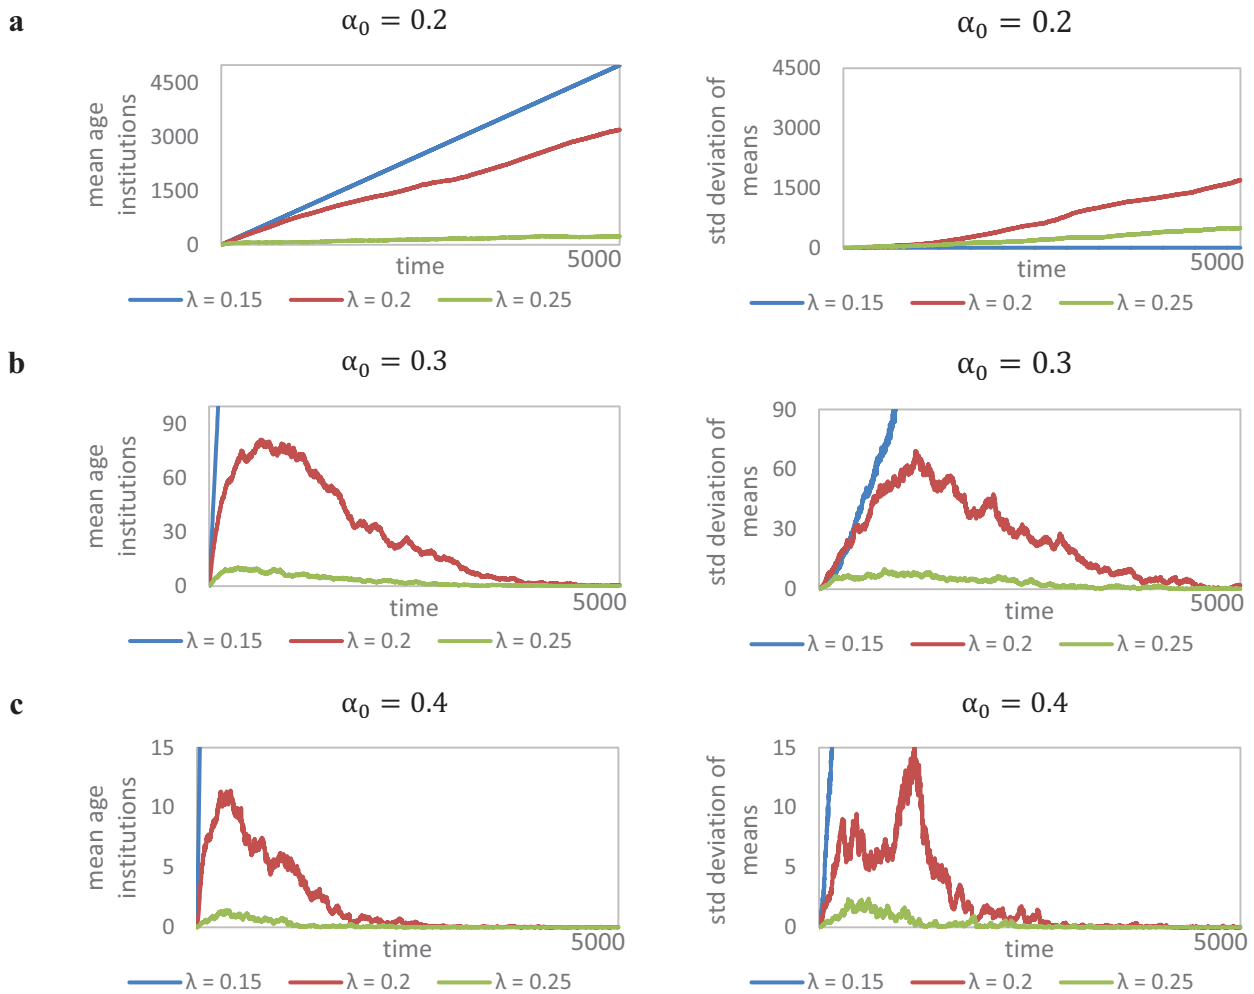 a
α₀ = 0.2
α₀ = 0.2
mean age
institutions
4500
3000
1500
0
time
5000
λ = 0.15 λ = 0.2 λ = 0.25
std deviation of
means
4500
3000
1500
0
time
5000
λ = 0.15 λ = 0.2 λ = 0.25
b
α₀ = 0.3
α₀ = 0.3
mean age
institutions
90
60
30
0
time
5000
λ = 0.15 λ = 0.2 λ = 0.25
std deviation of
means
90
60
30
0
time
5000
λ = 0.15 λ = 0.2 λ = 0.25
c
α₀ = 0.4
α₀ = 0.4
mean age
institutions
15
10
5
0
time
5000
λ = 0.15 λ = 0.2 λ = 0.25
std deviation of
means
15
10
5
0
time
5000
λ = 0.15 λ = 0.2 λ = 0.25